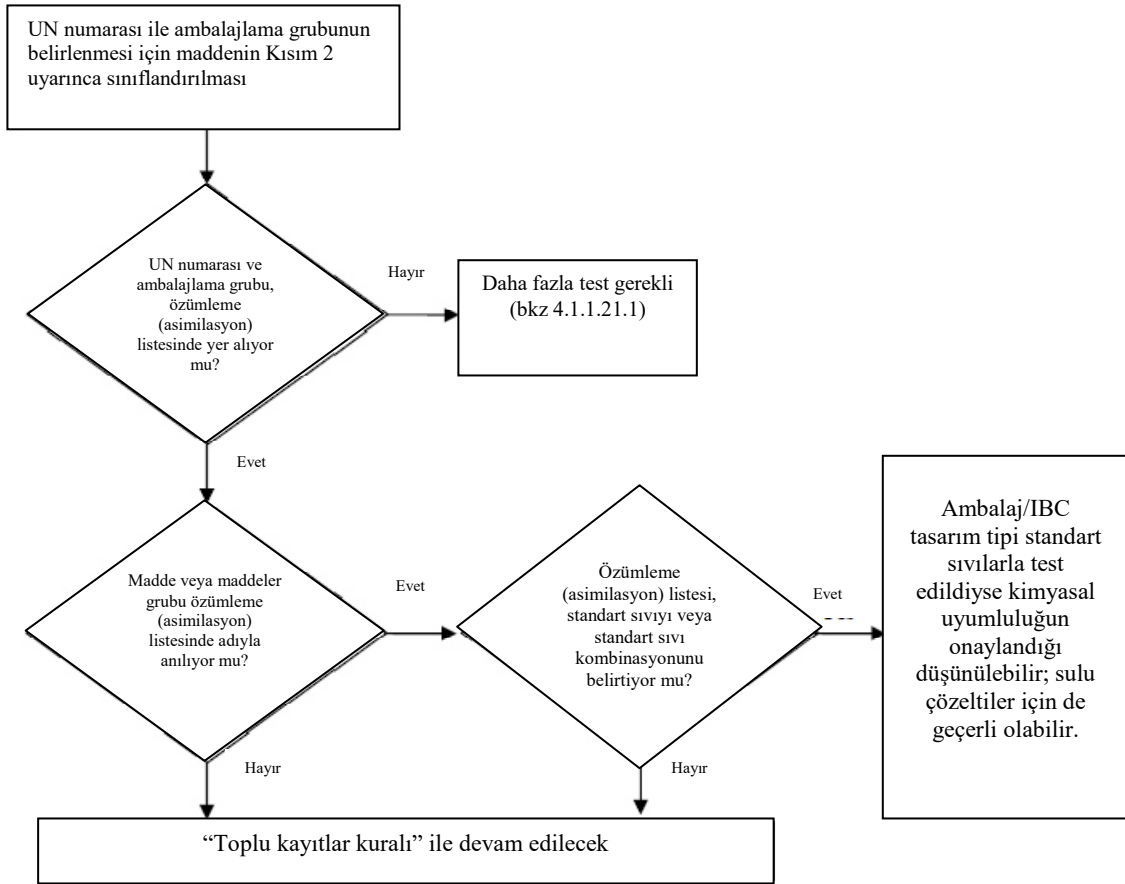 UN numarası ile ambalajlama grubunun
belirlenmesi için maddenin Kısım 2
uyarınca sınıflandırılması
UN numarası ve
ambalajlama grubu,
özümleme
(asimilasyon)
listesinde yer alıyor
mu?
Hayır
Daha fazla test gerekli
(bkz 4.1.1.21.1)
Evet
Madde veya maddeler
grubu özümleme
(asimilasyon)
listesinde adıyla
anılıyor mu?
Evet
Özümleme
(asimilasyon) listesi,
standart sıvıyı veya
standart sıvı
kombinasyonunu
belirtiyor mu?
Evet
Ambalaj/IBC
tasarım tipi standart
sıvılarla test
edildiyse kimyasal
uyumluluğun
onaylandığı
düşünülebilir; sulu
çözeltiler için de
geçerli olabilir.
Hayır
Hayır
“Toplu kayıtlar kuralı” ile devam edilecek